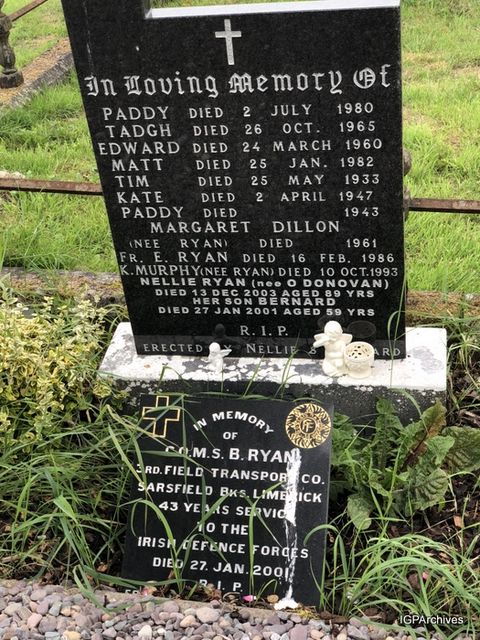 In Loving Memory Of
PADDY DIED 2 JULY 1980
TADGH DIED 26 OCT. 1965
EDWARD DIED 24 MARCH 1960
MATT DIED 25 JAN. 1982
TIM DIED 25 MAY 1933
KATE DIED 2 APRIL 1947
PADDY DIED 1943
MARGARET DILLON
(NEE RYAN) DIED 1961
FR. E. RYAN DIED 16 FEB. 1986
K. MURPHY (NEE RYAN) DIED 10 OCT. 1993
NELLIE RYAN (nee O DONOVAN)
DIED 13 DEC 2003 AGED 89 YRS
HER SON BERNARD
DIED 27 JAN 2001 AGED 59 YRS
R.I.P.
ERECTED BY NELLIE
IN MEMORY
OF
C.Q.M.S. B. RYAN
3RD. FIELD TRANSPORT CO.
SARSFIELD BKS. LIMERICK
43 YEARS SERVICE
TO THE
IRISH DEFENCE FORCES
DIED 27. JAN. 2001
R.I.P.
IGPArchives